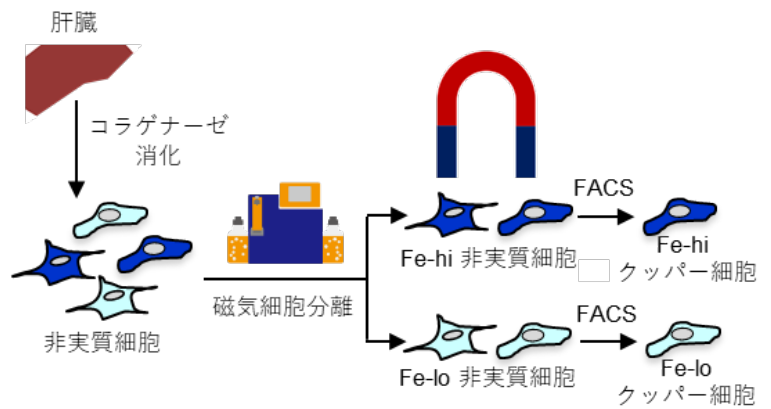 肝臓
コラゲナーゼ
消化
非実質細胞
磁気細胞分離
Fe-hi 非実質細胞
FACS
Fe-hi
クッパー細胞
Fe-lo 非実質細胞
FACS
Fe-lo
クッパー細胞